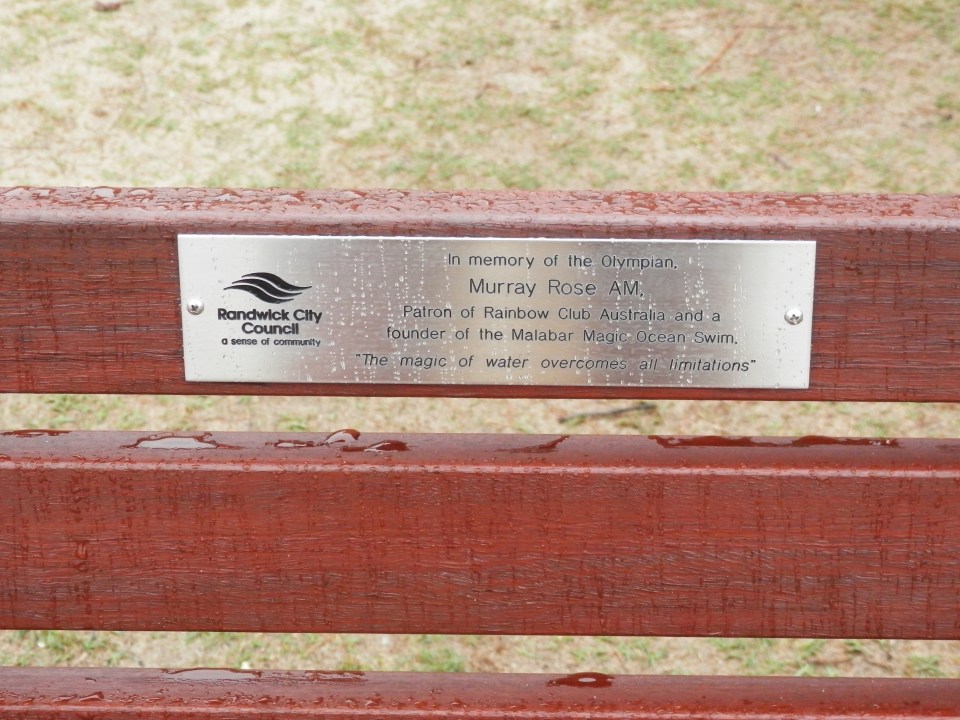 Randwick City
Council
a sense of community
In memory of the Olympian,
Murray Rose AM,
Patron of Rainbow Club Australia and a
founder of the Malabar Magic Ocean Swim.
"The magic of water overcomes all limitations"